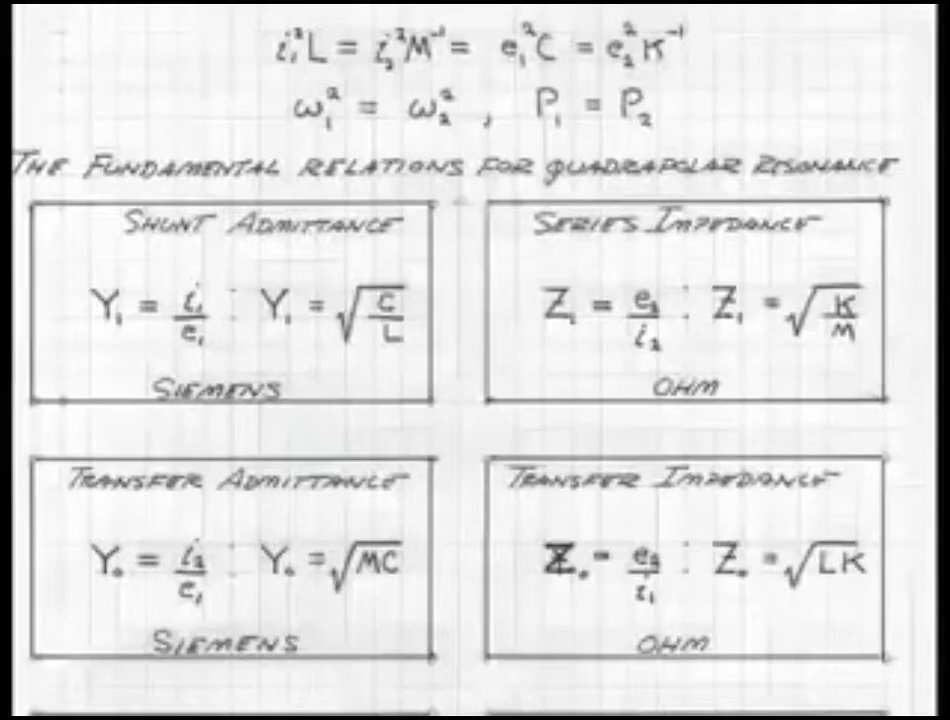 i₁²L = i₂²M⁻¹ = e₁²C = e₂²K⁻¹
ω₁² = ω₂² , P₁ = P₂
THE FUNDAMENTAL RELATIONS FOR QUADRAPOLAR RESONANCE
SHUNT ADMITTANCE
Y₁ = i₁/e₁ : Y₁ = √(C/L)
SIEMENS
SERIES IMPEDANCE
Z₁ = e₂/i₂ : Z₁ = √(K/M)
OHM
TRANSFER ADMITTANCE
Y₀ = i₂/e₁ : Y₀ = √MC
SIEMENS
TRANSFER IMPEDANCE
Z₀ = e₂/i₁ : Z₀ = √LK
OHM